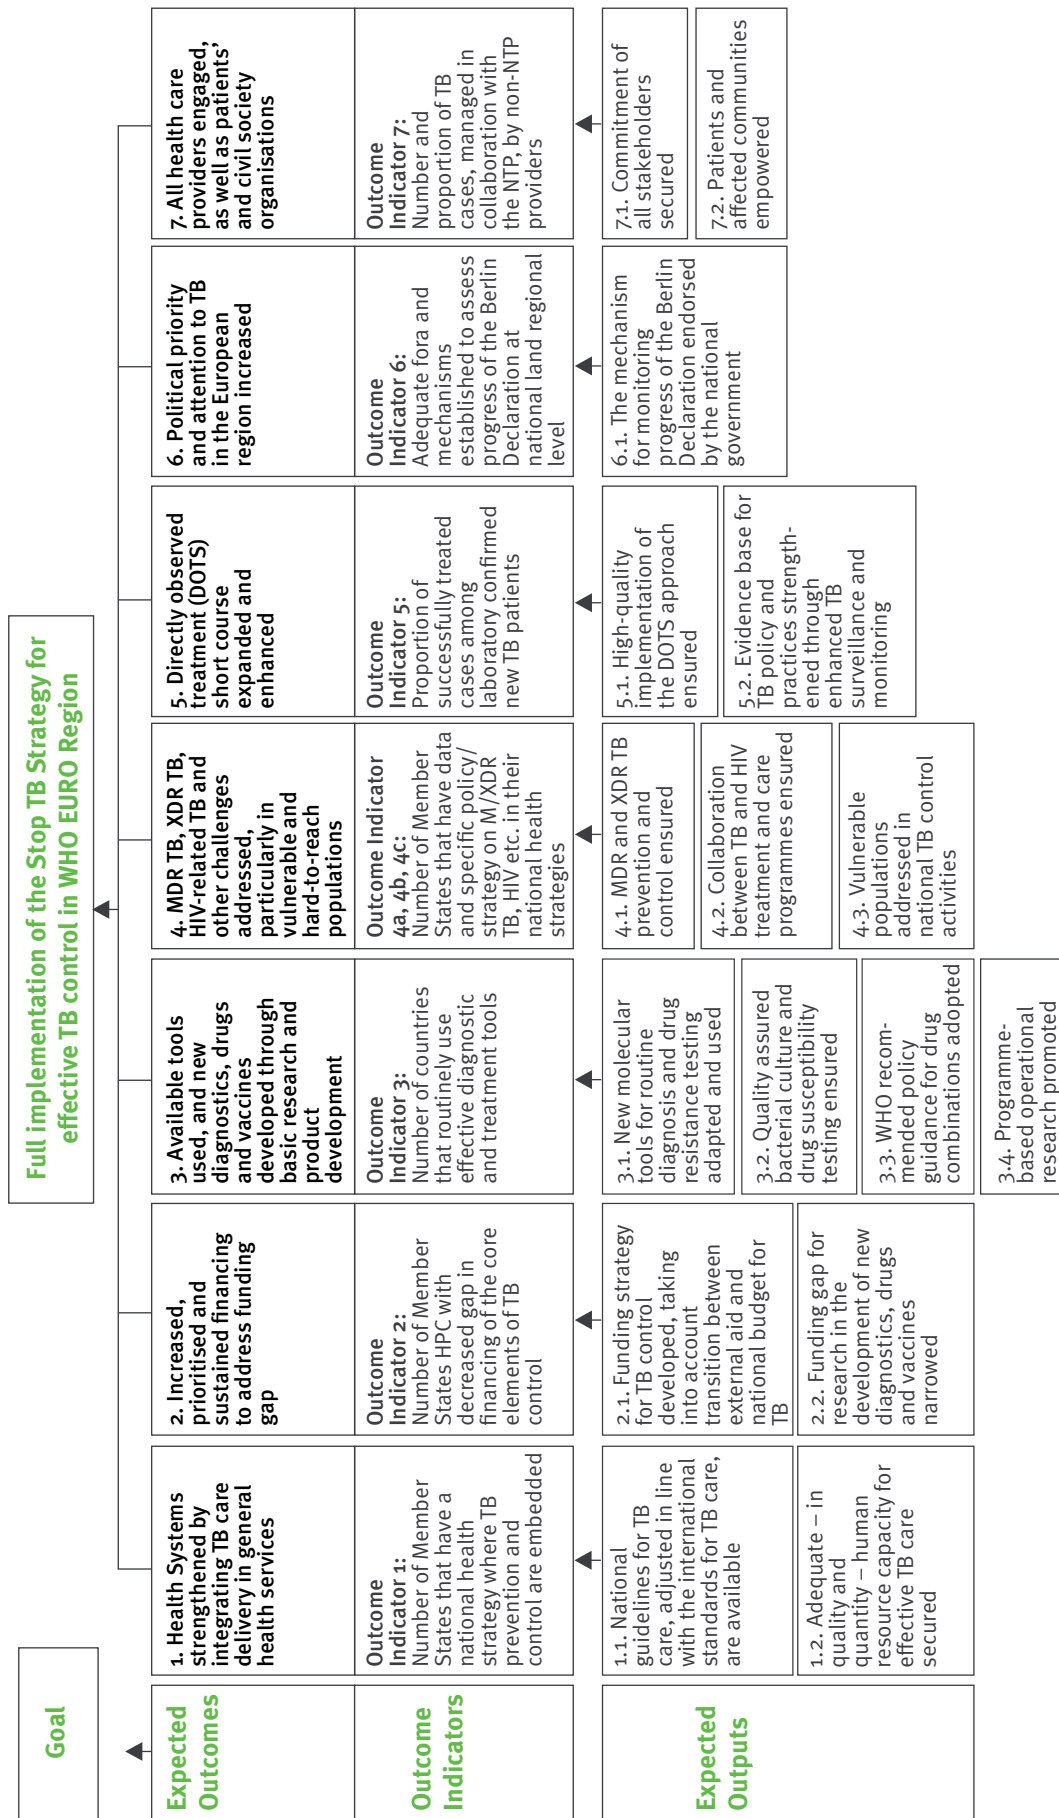 Goal
Full implementation of the Stop TB Strategy for
effective TB control in WHO EURO Region
Expected
Outcomes
1. Health Systems
strengthened by
integrating TB care
delivery in general
health services
2. Increased,
prioritised and
sustained financing
to address funding
gap
3. Available tools
used, and new
diagnostics, drugs
and vaccines
developed through
basic research and
product
development
4. MDR TB, XDR TB,
HIV-related TB and
other challenges
addressed,
particularly in
vulnerable and
hard-to-reach
populations
5. Directly observed
treatment (DOTS)
short course
expanded and
enhanced
6. Political priority
and attention to TB
in the European
region increased
7. All health care
providers engaged,
as well as patients’
and civil society
organisations
Outcome
Indicators
Outcome
Indicator 1:
Number of Member
States that have a
national health
strategy where TB
prevention and
control are embedded
Outcome
Indicator 2:
Number of Member
States HPC with
decreased gap in
financing of the core
elements of TB
control
Outcome
Indicator 3:
Number of countries
that routinely use
effective diagnostic
and treatment tools
Outcome Indicator
4a, 4b, 4c:
Number of Member
States that have data
and specific policy/
strategy on M/XDR
TB, HIV etc. in their
national health
strategies
Outcome
Indicator 5:
Proportion of
successfully treated
cases among
laboratory confirmed
new TB patients
Outcome
Indicator 6:
Adequate fora and
mechanisms
established to assess
progress of the Berlin
Declaration at
national land regional
level
Outcome
Indicator 7:
Number and
proportion of TB
cases, managed in
collaboration with
the NTP, by non-NTP
providers
Expected
Outputs
1.1. National
guidelines for TB
care, adjusted in line
with the international
standards for TB care,
are available
1.2. Adequate – in
quality and
quantity – human
resource capacity for
effective TB care
secured
2.1. Funding strategy
for TB control
developed, taking
into account
transition between
external aid and
national budget for
TB
2.2. Funding gap for
research in the
development of new
diagnostics, drugs
and vaccines
narrowed
3.1. New molecular
tools for routine
diagnosis and drug
resistance testing
adapted and used
3.2. Quality assured
bacterial culture and
drug susceptibility
testing ensured
3.3. WHO recom-
mended policy
guidance for drug
combinations adopted
3.4. Programme-
based operational
research promoted
4.1. MDR and XDR TB
prevention and
control ensured
4.2. Collaboration
between TB and HIV
treatment and care
programmes ensured
4.3. Vulnerable
populations
addressed in
national TB control
activities
5.1. High-quality
implementation of
the DOTS approach
ensured
5.2. Evidence base for
TB policy and
practices strength-
ened through
enhanced TB
surveillance and
monitoring
6.1. The mechanism
for monitoring
progress of the Berlin
Declaration endorsed
by the national
government
7.1. Commitment of
all stakeholders
secured
7.2. Patients and
affected communities
empowered